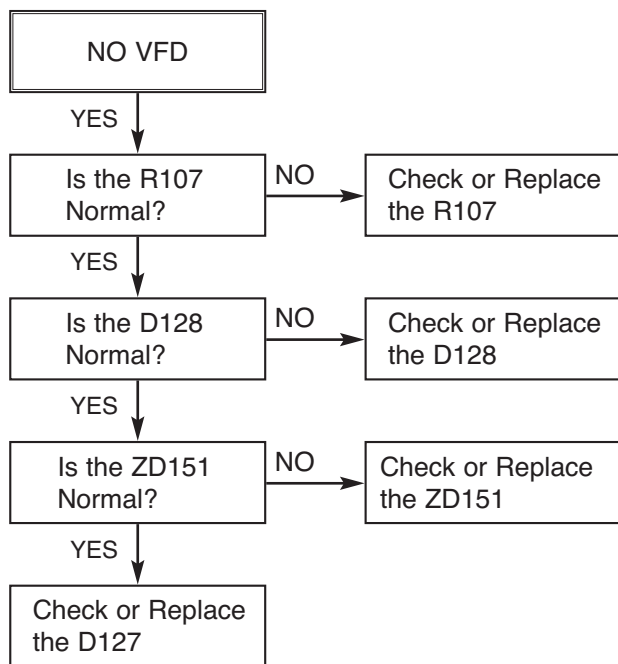 NO VFD
YES
Is the R107
Normal?
NO
Check or Replace
the R107
YES
Is the D128
Normal?
NO
Check or Replace
the D128
YES
Is the ZD151
Normal?
NO
Check or Replace
the ZD151
YES
Check or Replace
the D127